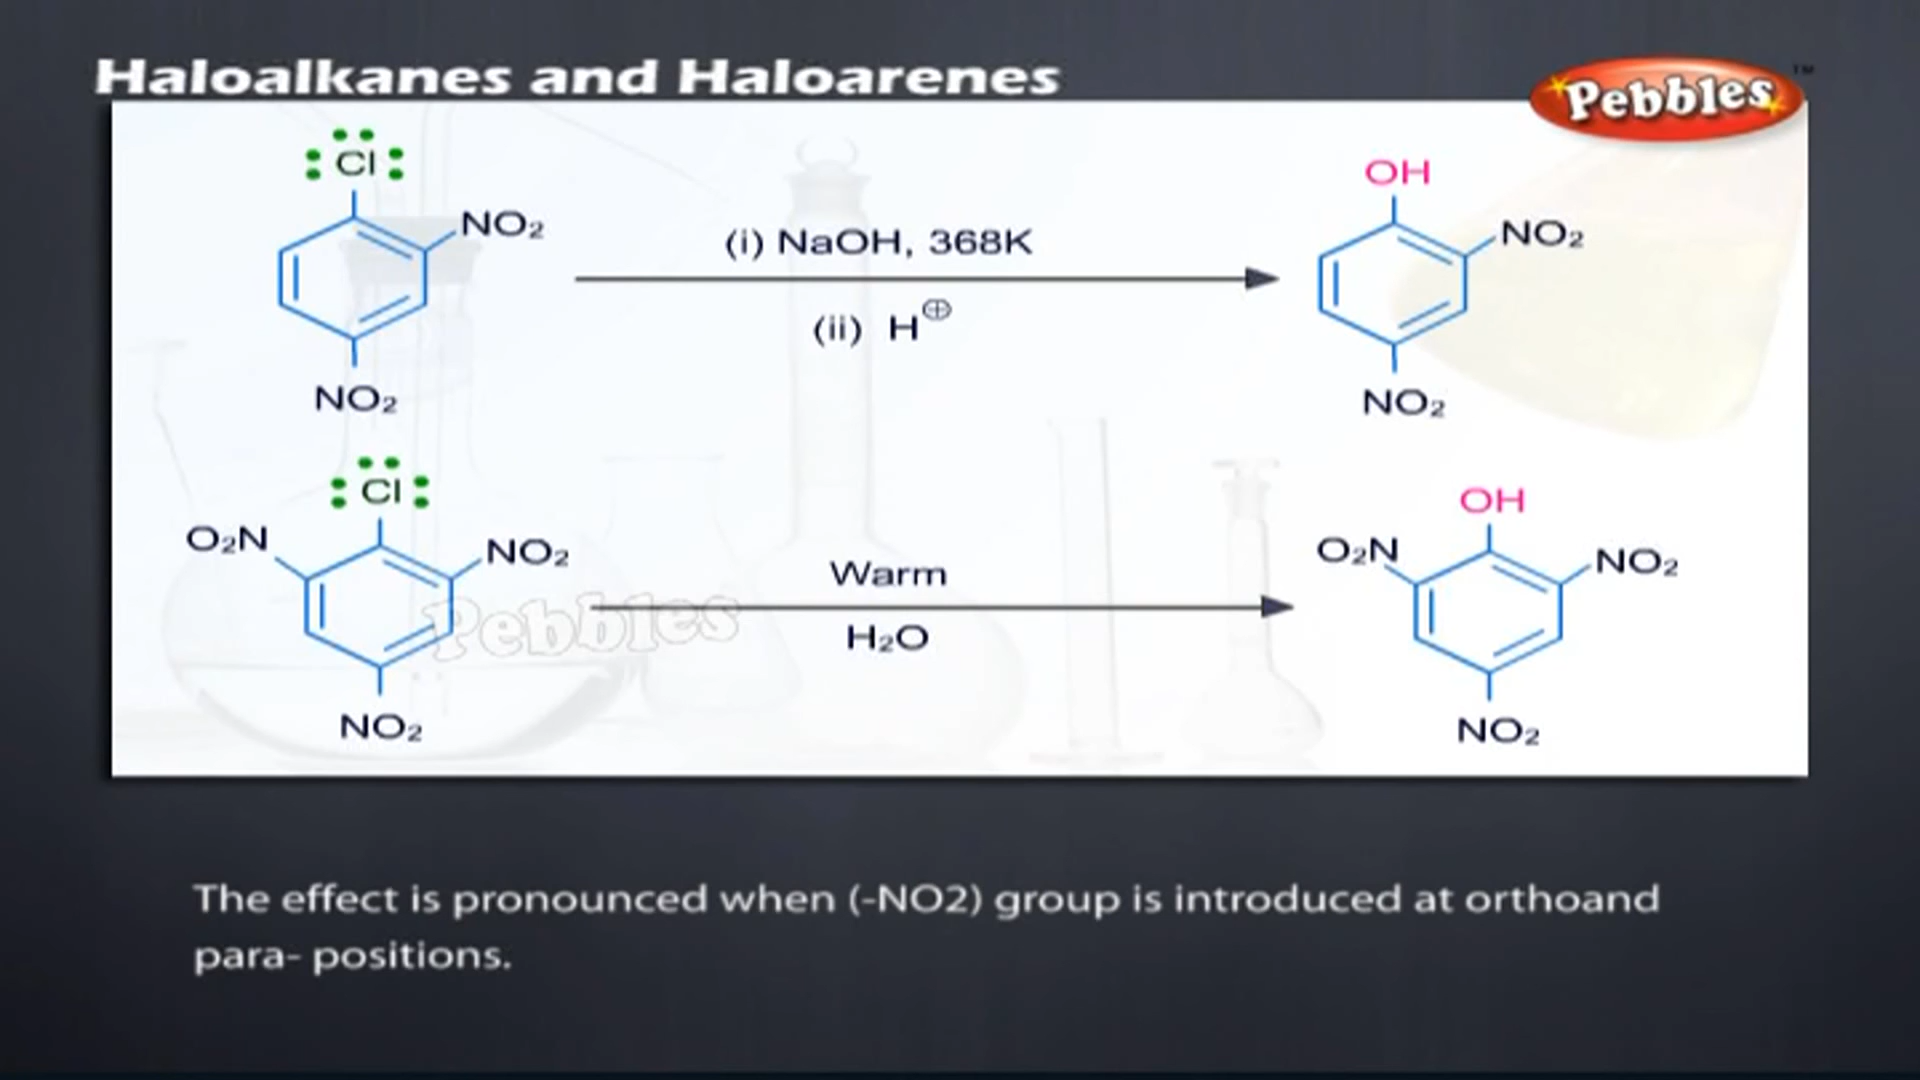 Haloalkanes and Haloarenes
Pebbles™
Cl
NO₂
NO₂
(i) NaOH, 368K
(ii) H⊕
OH
NO₂
NO₂
Cl
O₂N
NO₂
NO₂
Warm
H₂O
Pebbles
OH
O₂N
NO₂
NO₂
The effect is pronounced when (-NO2) group is introduced at orthoand
para- positions.